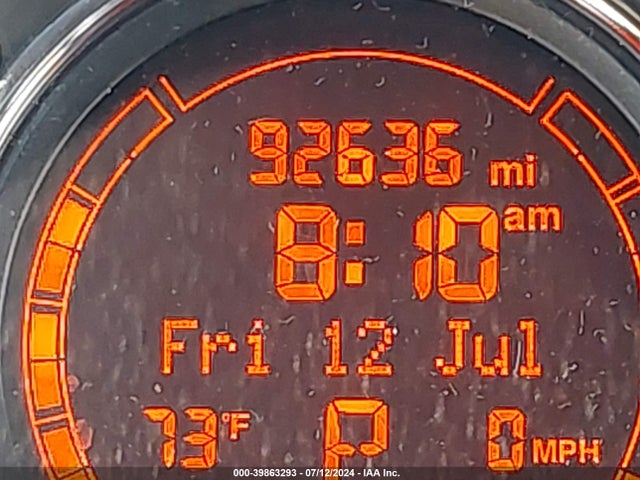 92636 mi
8:10 am
Fri 12 Jul
73°F P 0 MPH
000-39863293 - 07/12/2024 - IAA Inc.